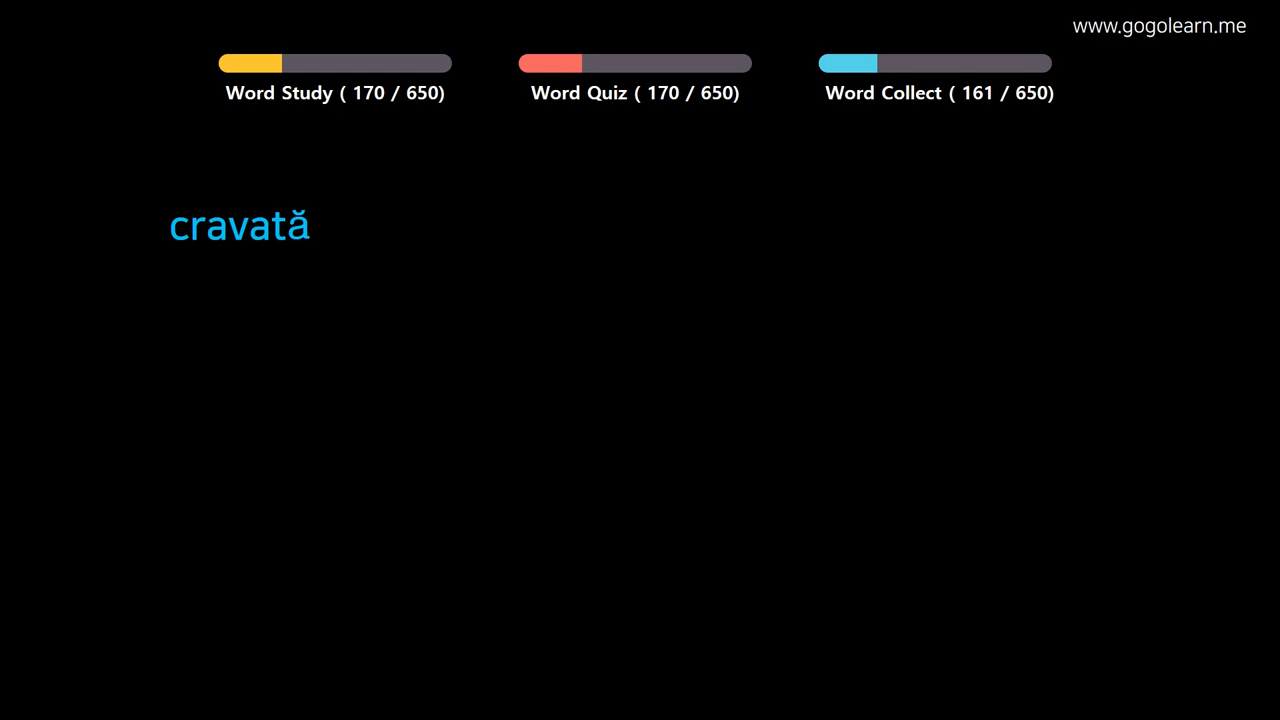 www.gogolearn.me
Word Study ( 170 / 650)
Word Quiz ( 170 / 650)
Word Collect ( 161 / 650)
cravată